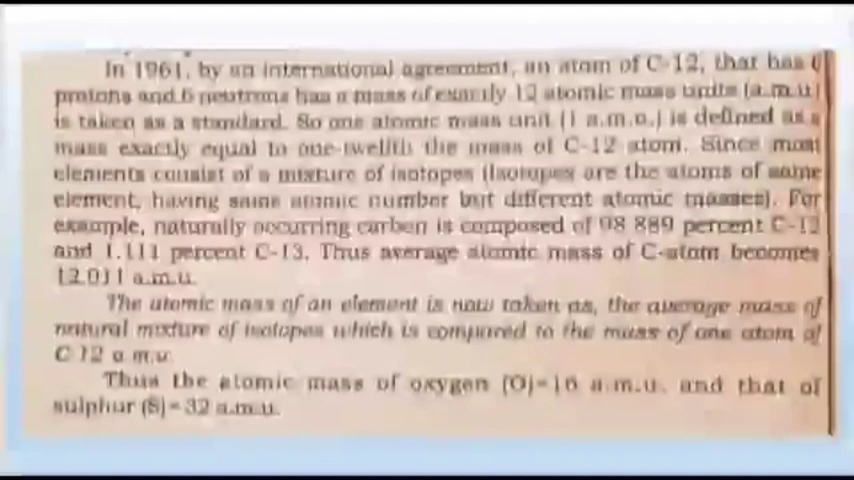 In 1961, by an international agreement, an atom of C-12, that has 6
protons and 6 neutrons has a mass of exactly 12 atomic mass units (a.m.u)
is taken as a standard. So one atomic mass unit (1 a.m.u.) is defined as a
mass exactly equal to one-twelfth the mass of C-12 atom. Since most
elements consist of a mixture of isotopes (Isotopes are the atoms of same
element, having same atomic number but different atomic masses). For
example, naturally occurring carbon is composed of 98.889 percent C-12
and 1.111 percent C-13. Thus average atomic mass of C-atom becomes
12.011 a.m.u.
The atomic mass of an element is now taken as, the average mass of
natural mixture of isotopes which is compared to the mass of one atom of
C-12 a.m.u.
Thus the atomic mass of oxygen (O)=16 a.m.u. and that of
sulphur (S)=32 a.m.u.